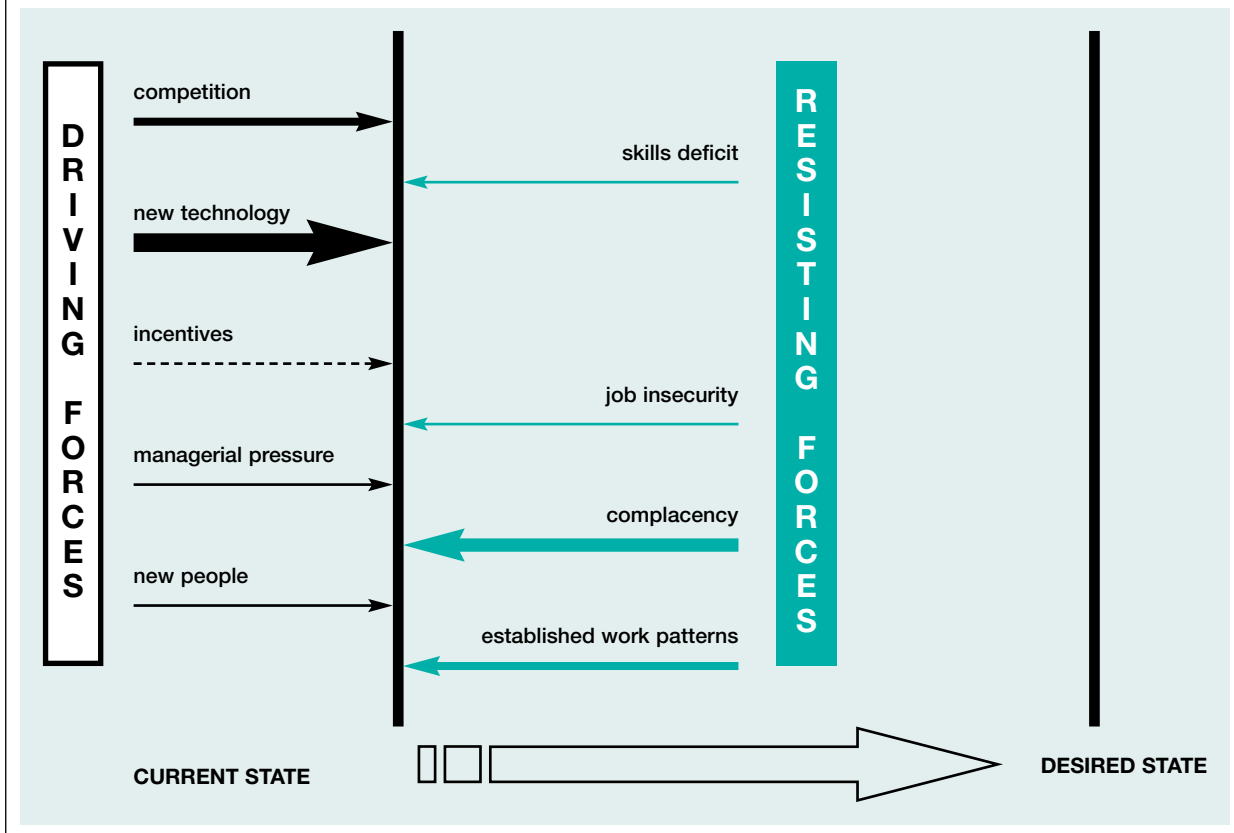 DRIVING FORCES
competition
new technology
incentives
managerial pressure
new people
skills deficit
job insecurity
complacency
established work patterns
RESISTING FORCES
CURRENT STATE
DESIRED STATE